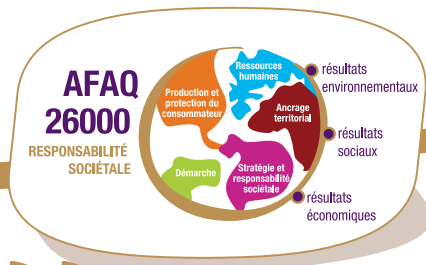 AFAQ
26000
RESPONSABILITÉ
SOCIÉTALE
Production et
protection du
consommateur
Ressources
humaines
Ancrage
territorial
Démarche
Stratégie et
responsabilité
sociétale
résultats
environnementaux
résultats
sociaux
résultats
économiques